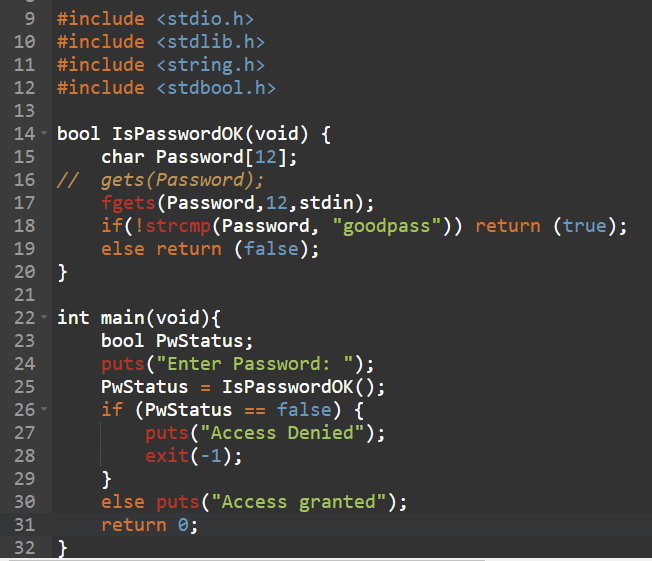 9 #include <stdio.h>
10 #include <stdlib.h>
11 #include <string.h>
12 #include <stdbool.h>
13
14 bool IsPasswordOK(void) {
15     char Password[12];
16 //  gets(Password);
17     fgets(Password,12,stdin);
18     if(!strcmp(Password, "goodpass")) return (true);
19     else return (false);
20 }
21
22 int main(void){
23     bool PwStatus;
24     puts("Enter Password: ");
25     PwStatus = IsPasswordOK();
26     if (PwStatus == false) {
27         puts("Access Denied");
28         exit(-1);
29     }
30     else puts("Access granted");
31     return 0;
32 }